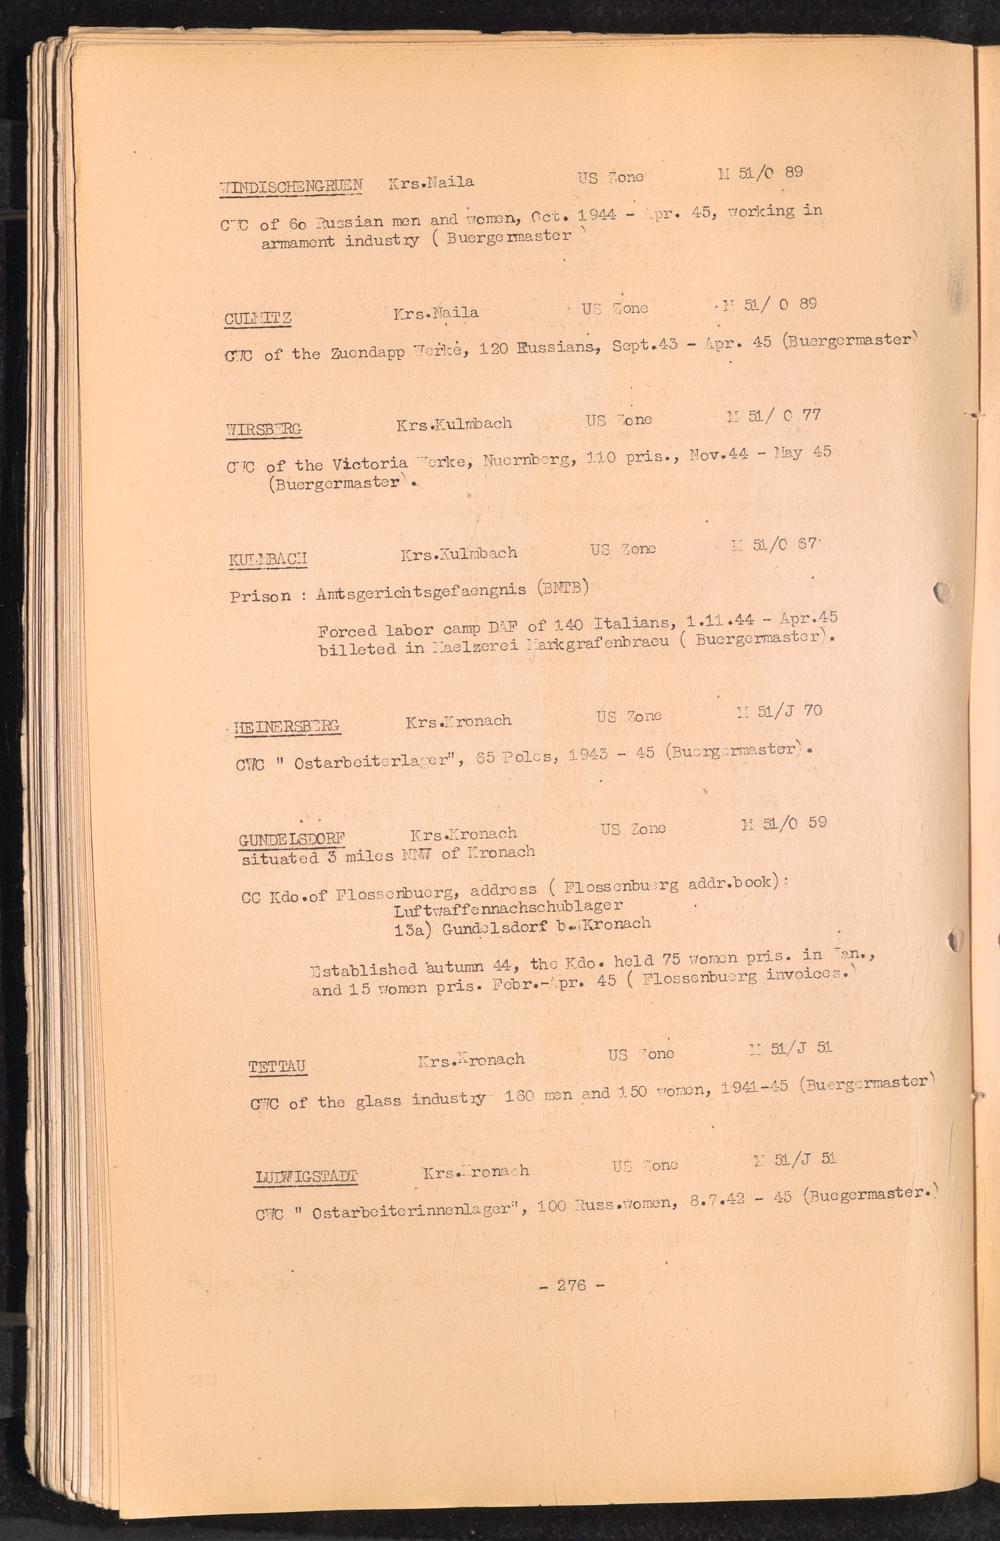 WINDISCHENGRUEN Krs.Naila US Zone M 51/O 89
CWC of 60 Russian men and women, Oct. 1944 - Apr. 45, working in
armament industry ( Buergermaster )
CULMITZ Krs.Naila US Zone M 51/ O 89
CWC of the Zuendapp Werke, 120 Russians, Sept.43 - Apr. 45 (Buergermaster)
WIRSBERG Krs.Kulmbach US Zone M 51/ O 77
CWC of the Victoria Werke, Nuernberg, 110 pris., Nov.44 - May 45
(Buergermaster).
KULMBACH Krs.Kulmbach US Zone M 51/O 67
Prison : Amtsgerichtsgefaengnis (BNTB)
Forced labor camp DAF of 140 Italians, 1.11.44 - Apr.45
billeted in Maelzerei Markgrafenbraeu ( Buergermaster).
HEINERSBERG Krs.Kronach US Zone M 51/J 70
CWC " Ostarbeiterlager", 65 Poles, 1943 - 45 (Buergermaster).
GUNDELSDORF Krs.Kronach US Zone M 51/O 59
situated 3 miles NNW of Kronach
CC Kdo.of Flossenbuerg, address ( Flossenbuerg addr.book):
Luftwaffennachschublager
13a) Gundelsdorf b. Kronach
Established autumn 44, the Kdo. held 75 women pris. in Jan.,
and 15 women pris. Febr.-Apr. 45 ( Flossenbuerg invoices.)
TETTAU Krs.Kronach US Zone M 51/J 51
CWC of the glass industry 160 men and 150 women, 1941-45 (Buergermaster)
LUDWIGSTADT Krs.Kronach US Zone M 51/J 51
CWC " Ostarbeiterinnenlager", 100 Russ.women, 8.7.42 - 45 (Buegermaster.)
- 276 -